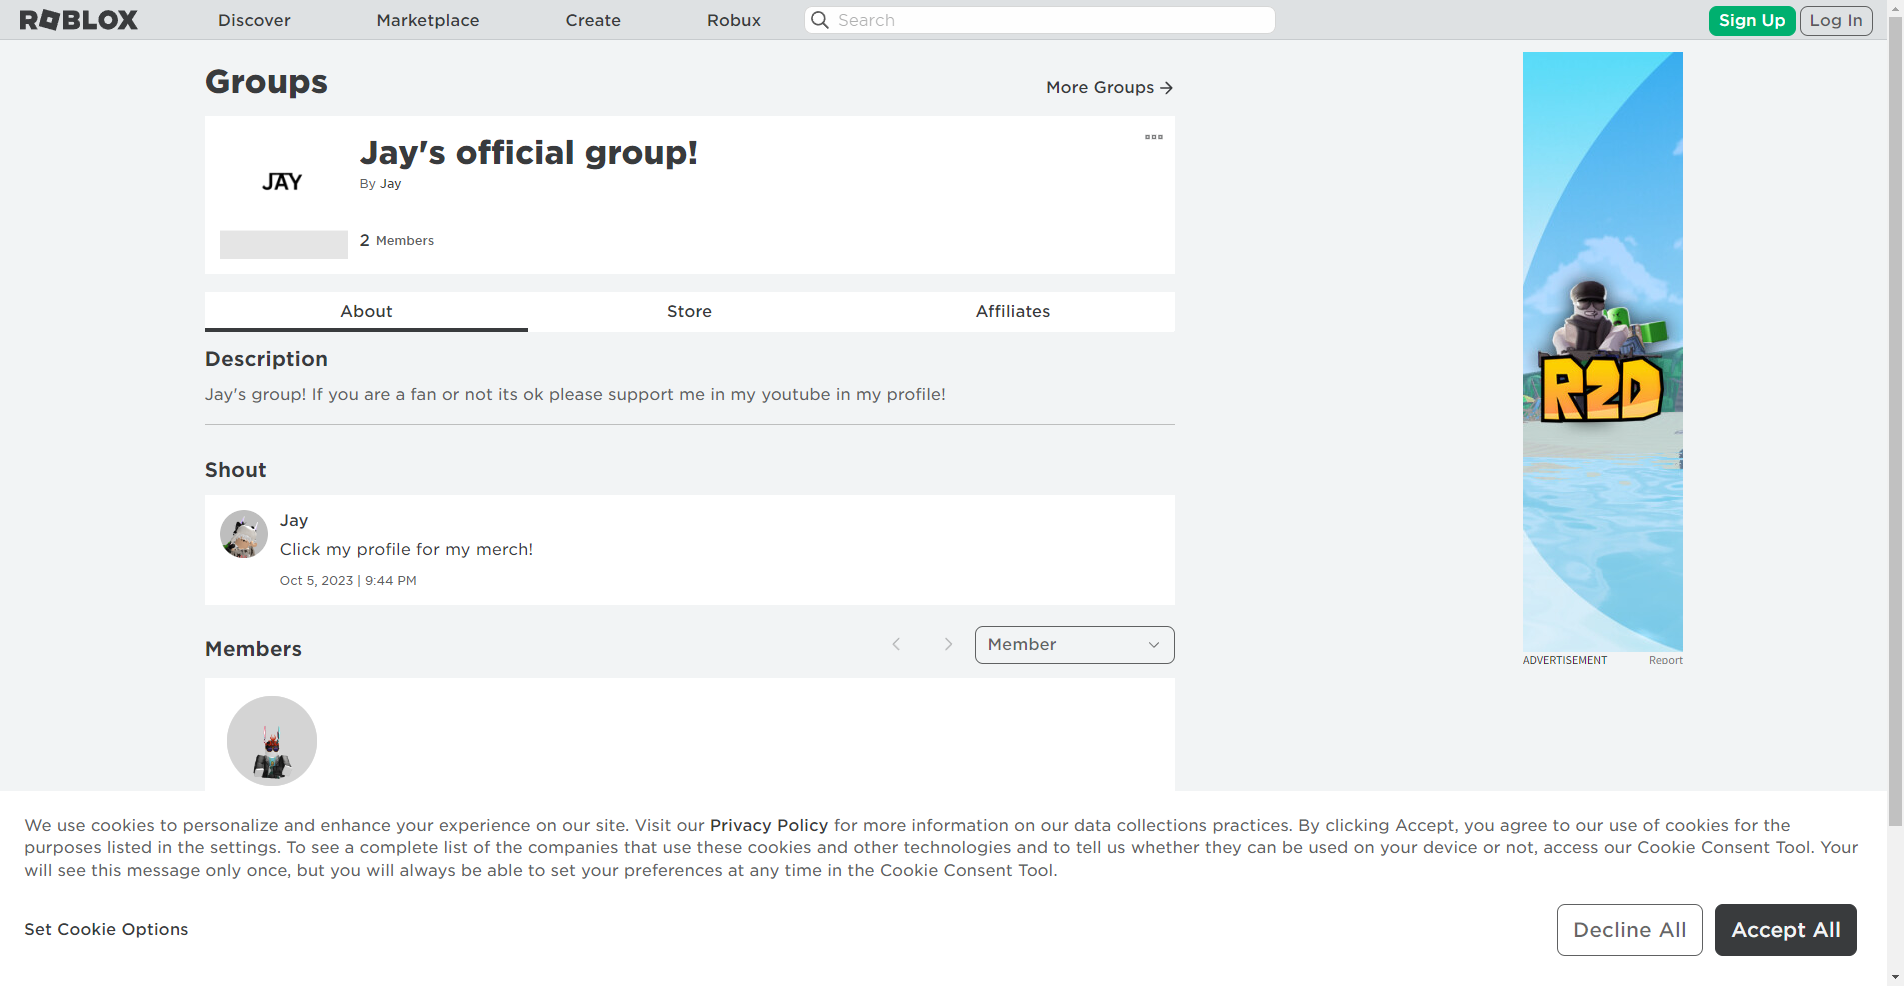 ROBLOX Discover Marketplace Create Robux Search Sign Up Log In
Groups
More Groups
JAY
Jay's official group!
By Jay
2 Members
About Store Affiliates
Description
Jay's group! If you are a fan or not its ok please support me in my youtube in my profile!
Shout
Jay
Click my profile for my merch!
Oct 5, 2023 | 9:44 PM
Members
Member
R2D
ADVERTISEMENT Report
We use cookies to personalize and enhance your experience on our site. Visit our Privacy Policy for more information on our data collections practices. By clicking Accept, you agree to our use of cookies for the
purposes listed in the settings. To see a complete list of the companies that use these cookies and other technologies and to tell us whether they can be used on your device or not, access our Cookie Consent Tool. Your
will see this message only once, but you will always be able to set your preferences at any time in the Cookie Consent Tool.
Set Cookie Options
Decline All Accept All